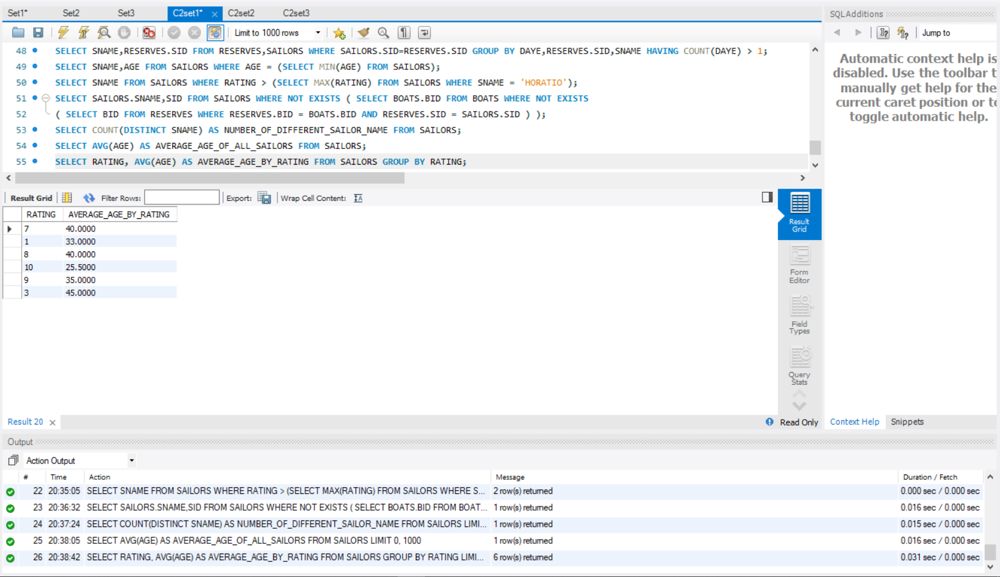 Set1* Set2 Set3 C2set1* C2set2 C2set3
Limit to 1000 rows
48 SELECT SNAME,RESERVES.SID FROM RESERVES,SAILORS WHERE SAILORS.SID=RESERVES.SID GROUP BY DAYE,RESERVES.SID,SNAME HAVING COUNT(DAYE) > 1;
49 SELECT SNAME,AGE FROM SAILORS WHERE AGE = (SELECT MIN(AGE) FROM SAILORS);
50 SELECT SNAME FROM SAILORS WHERE RATING > (SELECT MAX(RATING) FROM SAILORS WHERE SNAME = 'HORATIO');
51 SELECT SAILORS.SNAME,SID FROM SAILORS WHERE NOT EXISTS ( SELECT BOATS.BID FROM BOATS WHERE NOT EXISTS
52 ( SELECT BID FROM RESERVES WHERE RESERVES.BID = BOATS.BID AND RESERVES.SID = SAILORS.SID ) );
53 SELECT COUNT(DISTINCT SNAME) AS NUMBER_OF_DIFFERENT_SAILOR_NAME FROM SAILORS;
54 SELECT AVG(AGE) AS AVERAGE_AGE_OF_ALL_SAILORS FROM SAILORS;
55 SELECT RATING, AVG(AGE) AS AVERAGE_AGE_BY_RATING FROM SAILORS GROUP BY RATING;
Result Grid Filter Rows: Export: Wrap Cell Content:
RATING AVERAGE_AGE_BY_RATING
7 40.0000
1 33.0000
8 40.0000
10 25.5000
9 35.0000
3 45.0000
Result
Grid
Form
Editor
Field
Types
Query
Stats
Result 20 Read Only
SQLAdditions
Jump to
Automatic context help is
disabled. Use the toolbar t
manually get help for the
current caret position or to
toggle automatic help.
Context Help Snippets
Output
Action Output
# Time Action Message Duration / Fetch
22 20:35:05 SELECT SNAME FROM SAILORS WHERE RATING > (SELECT MAX(RATING) FROM SAILORS WHERE S... 2 row(s) returned 0.000 sec / 0.000 sec
23 20:36:32 SELECT SAILORS.SNAME,SID FROM SAILORS WHERE NOT EXISTS ( SELECT BOATS.BID FROM BOAT... 1 row(s) returned 0.016 sec / 0.000 sec
24 20:37:24 SELECT COUNT(DISTINCT SNAME) AS NUMBER_OF_DIFFERENT_SAILOR_NAME FROM SAILORS LIMI... 1 row(s) returned 0.015 sec / 0.000 sec
25 20:38:05 SELECT AVG(AGE) AS AVERAGE_AGE_OF_ALL_SAILORS FROM SAILORS LIMIT 0, 1000 1 row(s) returned 0.016 sec / 0.000 sec
26 20:38:42 SELECT RATING, AVG(AGE) AS AVERAGE_AGE_BY_RATING FROM SAILORS GROUP BY RATING LIMI... 6 row(s) returned 0.031 sec / 0.000 sec